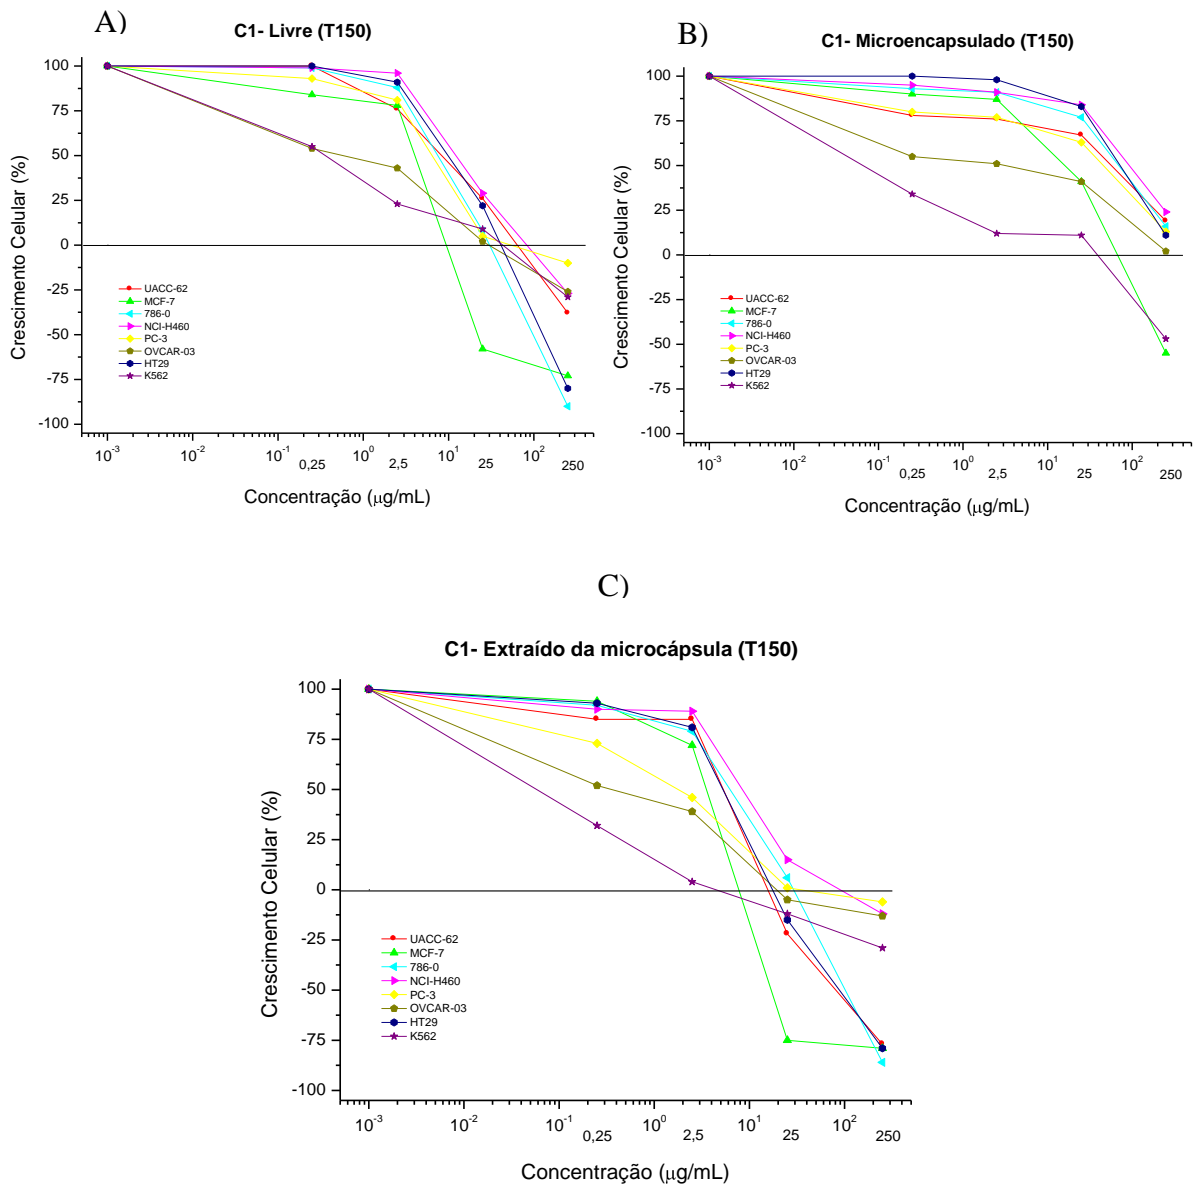 A)
C1- Livre (T150)
100
75
50
25
0
-25
-50
-75
-100
Crescimento Celular (%)
UACC-62
MCF-7
786-0
NCI-H460
PC-3
OVCAR-03
HT29
K562
10⁻³ 10⁻² 10⁻¹ 10⁰ 10¹ 10²
0,25 2,5 25 250
Concentração (μg/mL)
B)
C1- Microencapsulado (T150)
100
75
50
25
0
-25
-50
-75
-100
Crescimento Celular (%)
UACC-62
MCF-7
786-0
NCI-H460
PC-3
OVCAR-03
HT29
K562
10⁻³ 10⁻² 10⁻¹ 10⁰ 10¹ 10²
0,25 2,5 25 250
Concentração (μg/mL)
C)
C1- Extraído da microcápsula (T150)
100
75
50
25
0
-25
-50
-75
-100
Crescimento Celular (%)
UACC-62
MCF-7
786-0
NCI-H460
PC-3
OVCAR-03
HT29
K562
10⁻³ 10⁻² 10⁻¹ 10⁰ 10¹ 10²
0,25 2,5 25 250
Concentração (μg/mL)